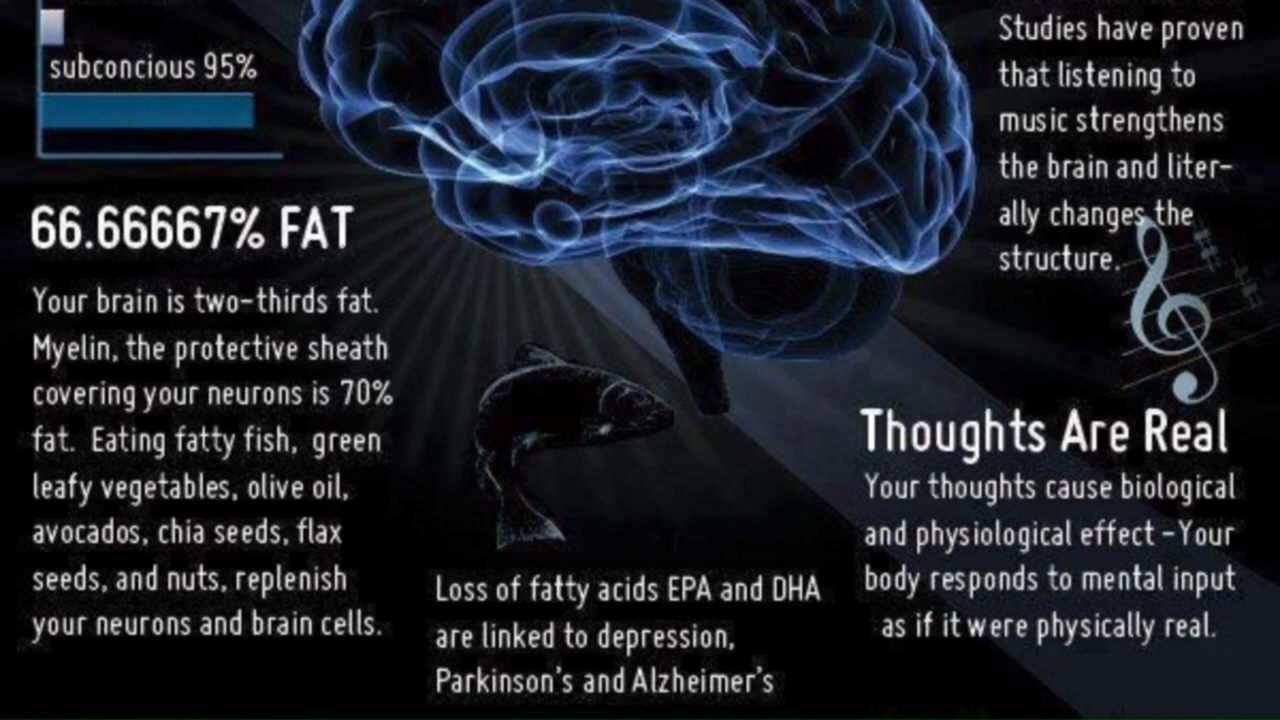 subconcious 95%
66.66667% FAT
Your brain is two-thirds fat.
Myelin, the protective sheath
covering your neurons is 70%
fat. Eating fatty fish, green
leafy vegetables, olive oil,
avocados, chia seeds, flax
seeds, and nuts, replenish
your neurons and brain cells.
Loss of fatty acids EPA and DHA
are linked to depression,
Parkinson's and Alzheimer's
Studies have proven
that listening to
music strengthens
the brain and liter-
ally changes the
structure.
Thoughts Are Real
Your thoughts cause biological
and physiological effect -Your
body responds to mental input
as if it were physically real.